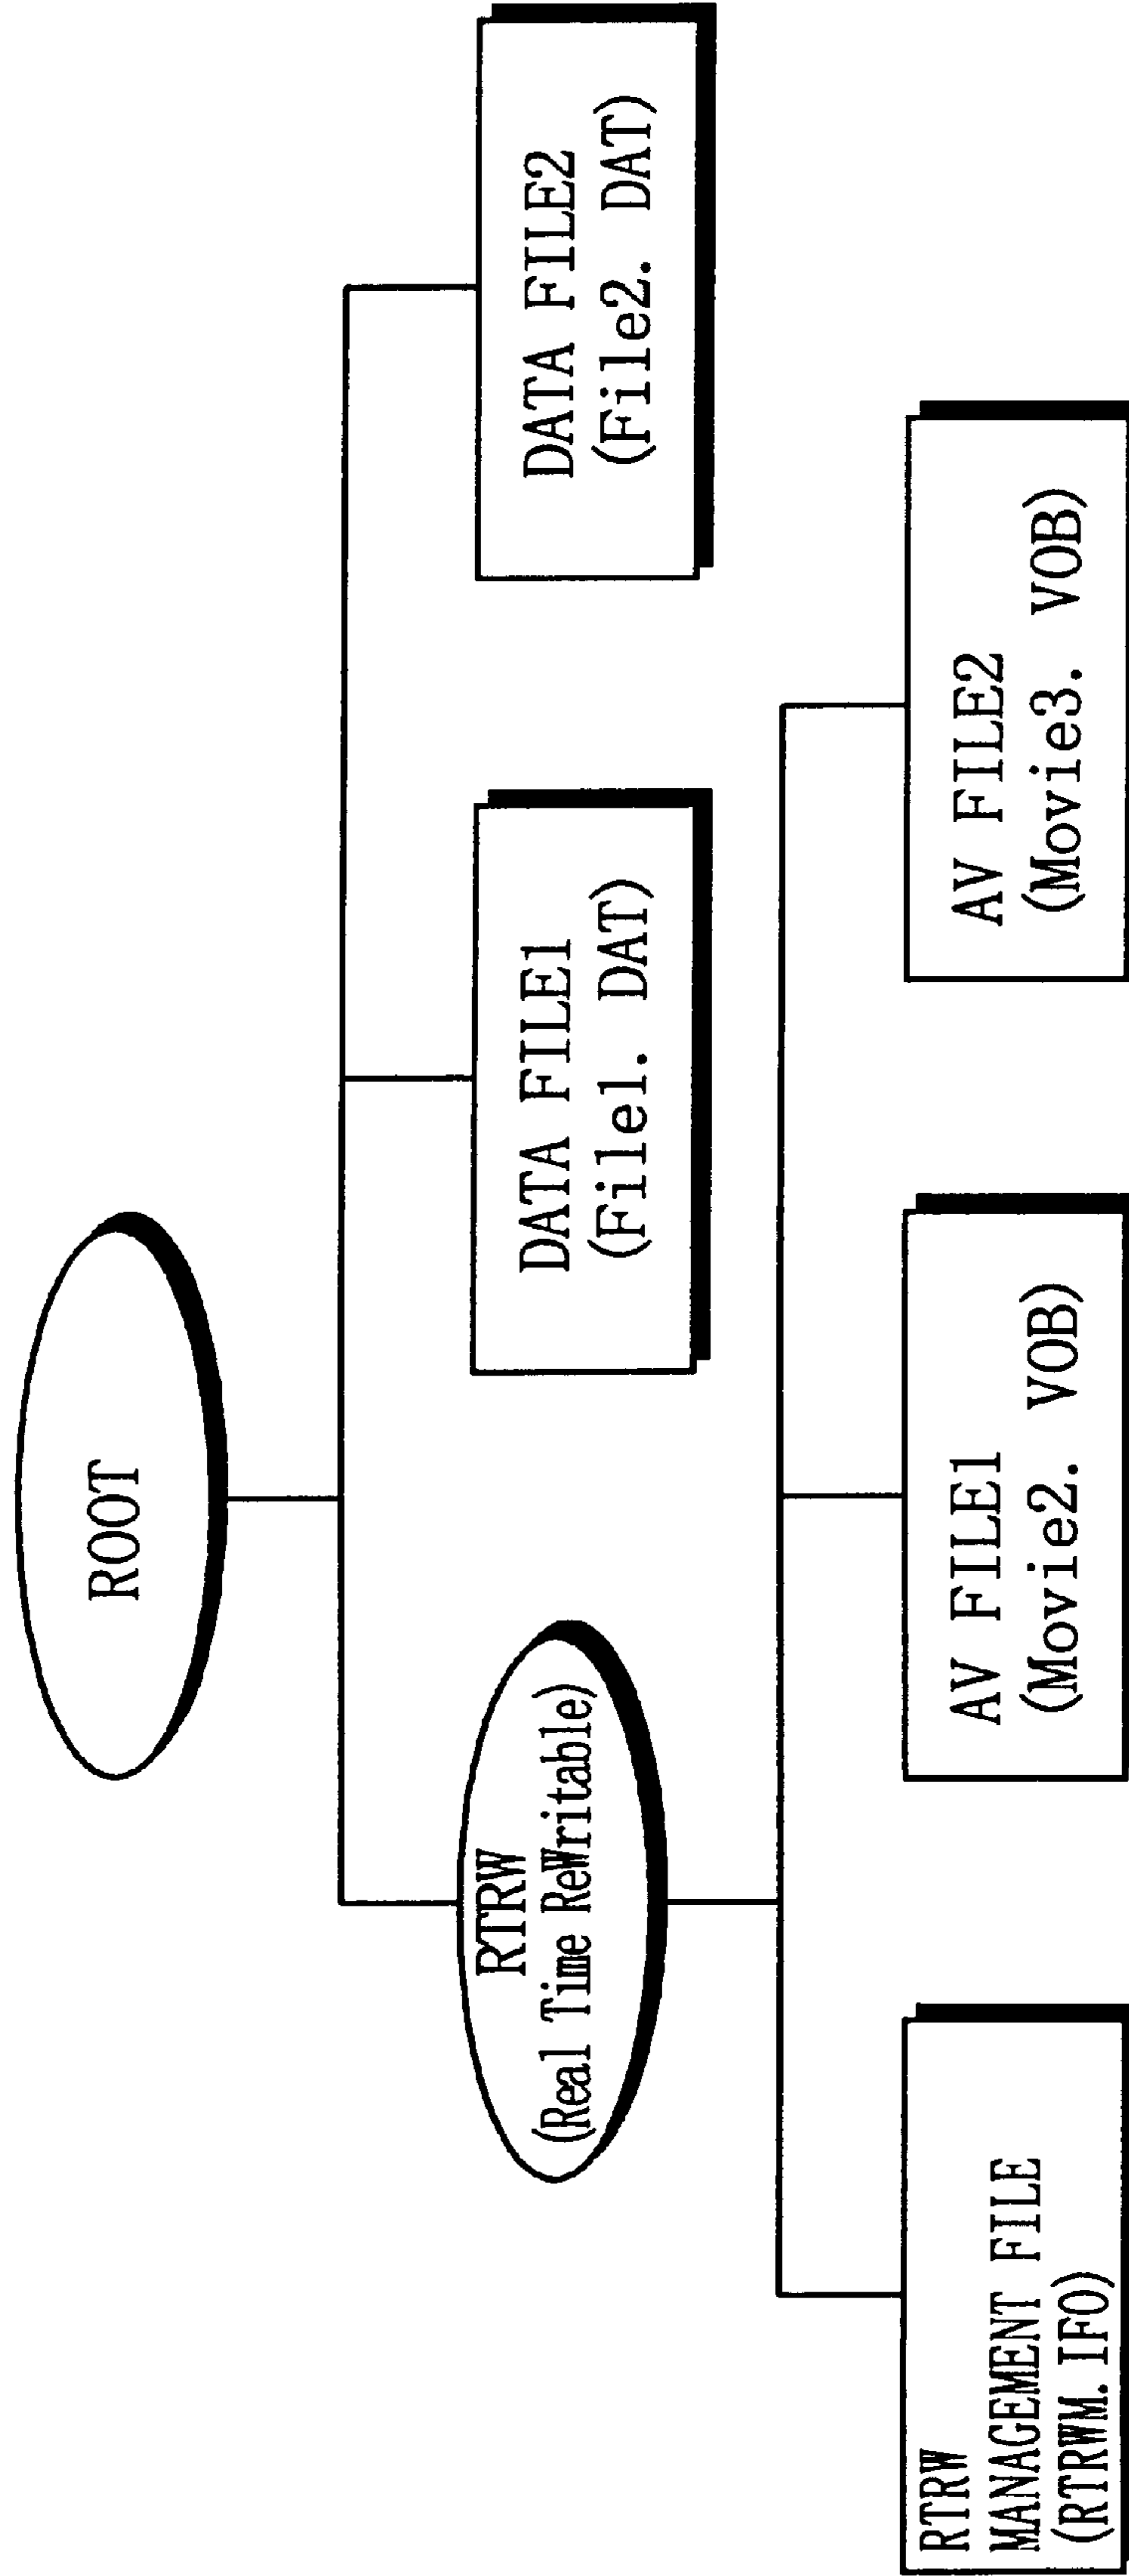 ROOT
RTRW
(Real Time ReWritable)
DATA FILE1
(File1. DAT)
DATA FILE2
(File2. DAT)
RTRW
MANAGEMENT FILE
(RTRWM. IFO)
AV FILE1
(Movie2. VOB)
AV FILE2
(Movie3. VOB)